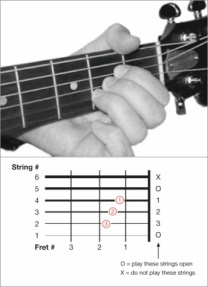 String #
6 X
5 O
4 1 1
3 2 2
2 3 3
1 O
Fret # 3 2 1
O = play these strings open
X = do not play these strings